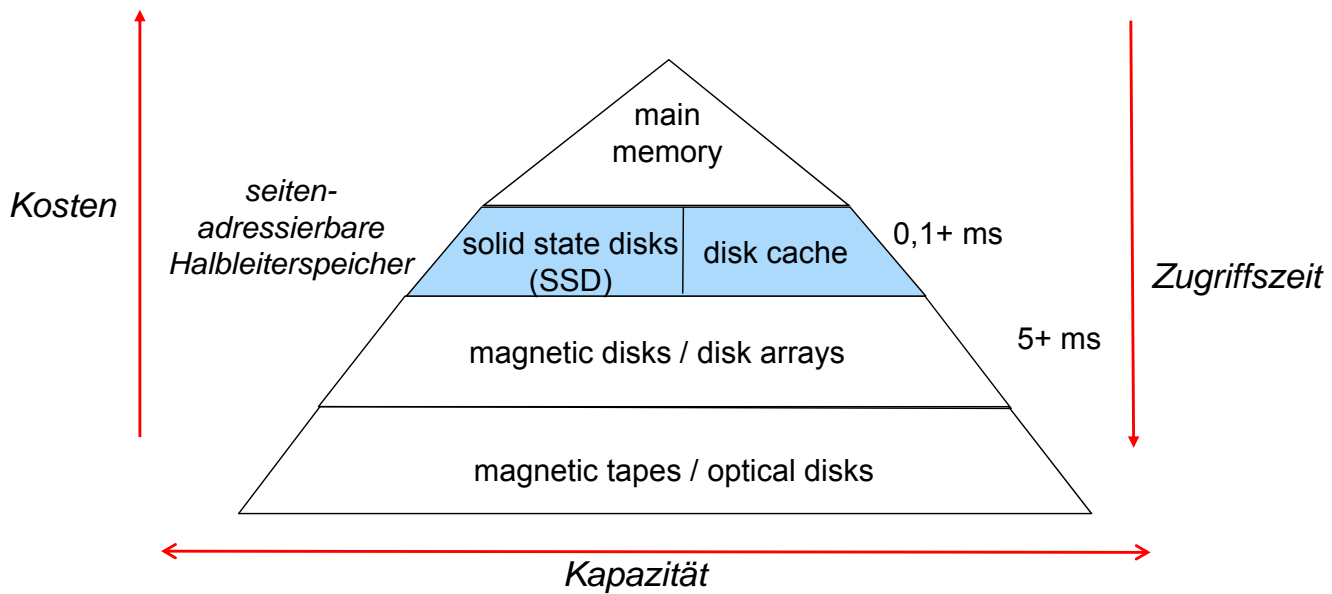 main
memory
Kosten
seiten-
adressierbare
Halbleiterspeicher
solid state disks
(SSD)
disk cache
0,1+ ms
Zugriffszeit
magnetic disks / disk arrays
5+ ms
magnetic tapes / optical disks
Kapazität